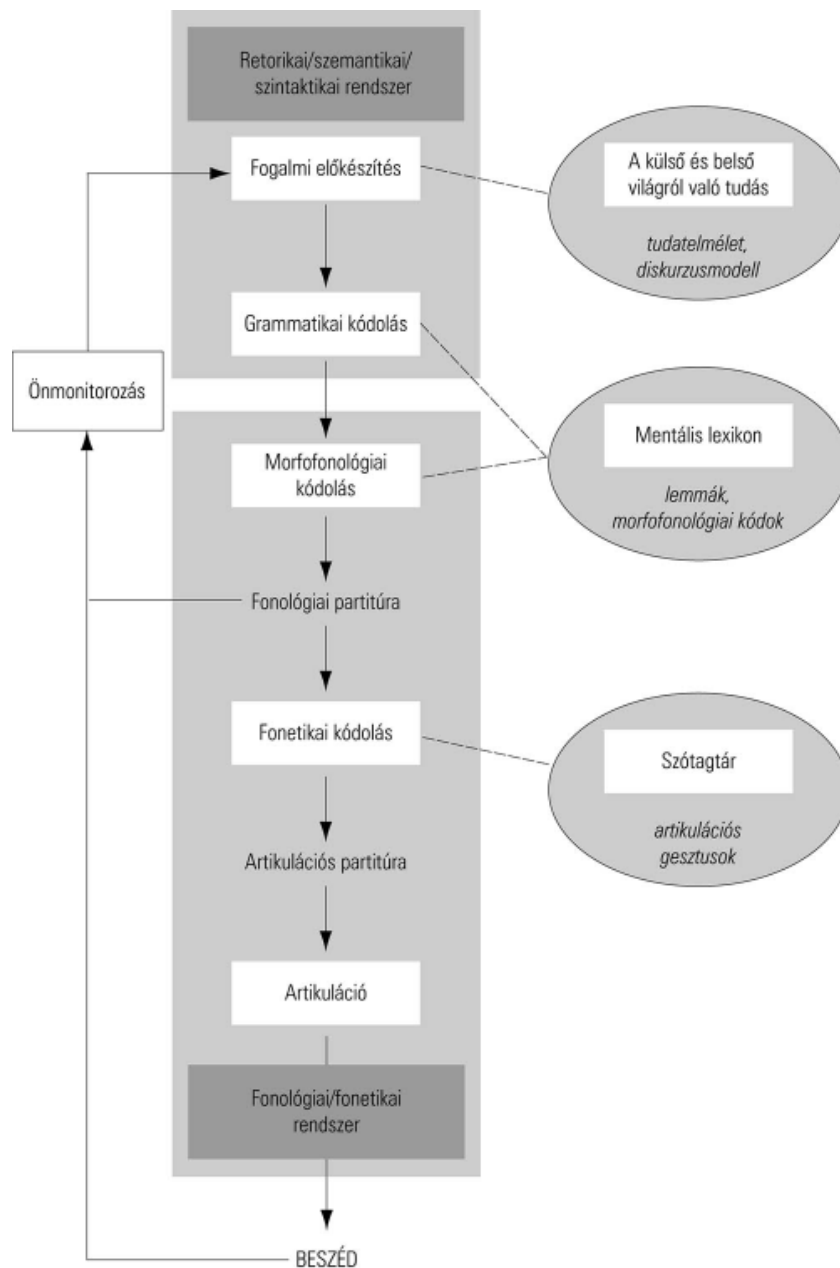 Retorikai/szemantikai/
szintaktikai rendszer
Fogalmi előkészítés
A külső és belső
világról való tudás
tudatelmélet,
diskurzusmodell
Grammatikai kódolás
Önmonitorozás
Morfofonológiai
kódolás
Mentális lexikon
lemmák,
morfofonológiai kódok
Fonológiai partitúra
Fonetikai kódolás
Szótagtár
artikulációs
gesztusok
Artikulációs partitúra
Artikuláció
Fonológiai/fonetikai
rendszer
BESZÉD